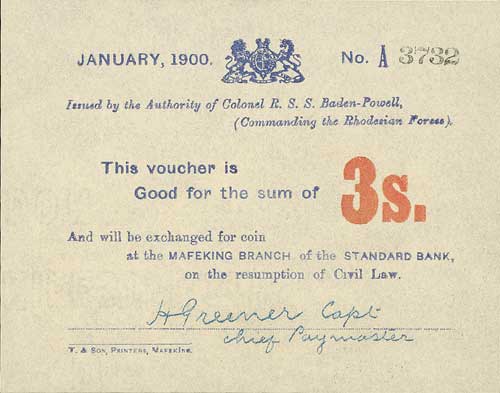 JANUARY, 1900.
No. A 3732
Issued by the Authority of Colonel R. S. S. Baden-Powell,
(Commanding the Rhodesian Forces).
This voucher is
Good for the sum of 3s.
And will be exchanged for coin
at the MAFEKING BRANCH of the STANDARD BANK,
on the resumption of Civil Law.
H Greener Capt
Chief Paymaster
T. & Son, Printers, Mafeking.